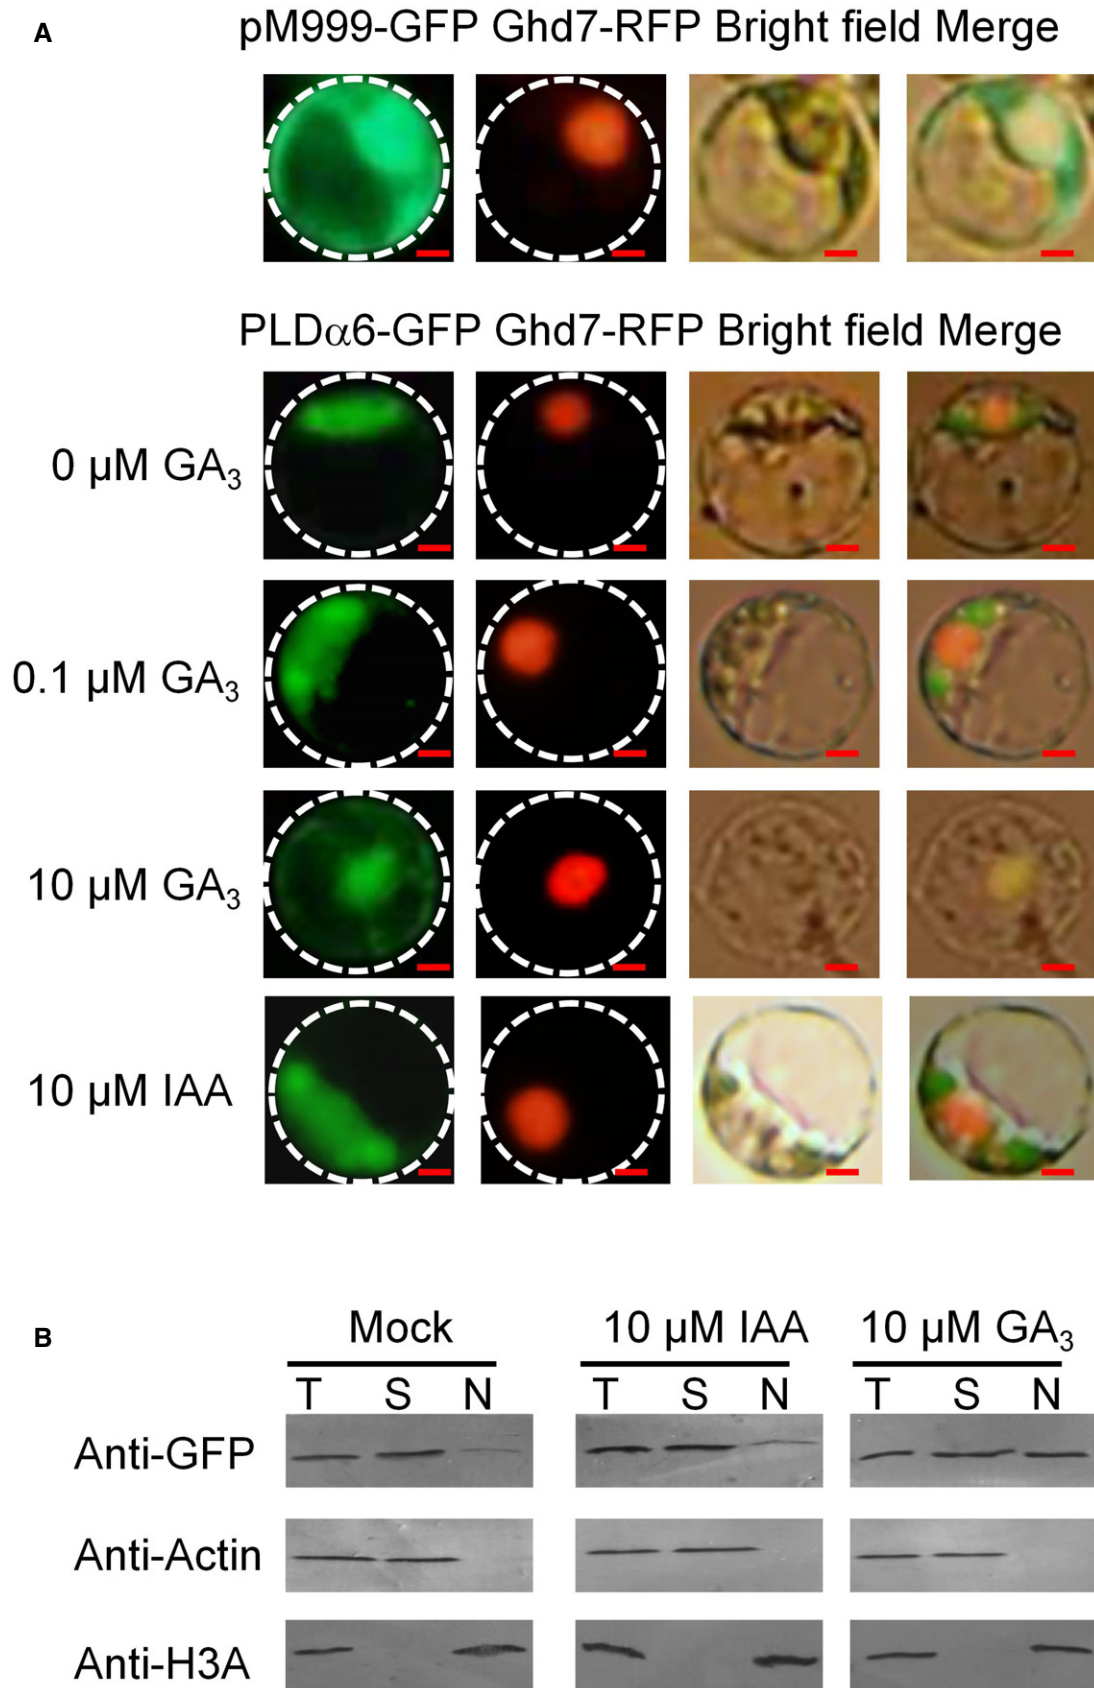 A
pM999-GFP Ghd7-RFP Bright field Merge
PLDα6-GFP Ghd7-RFP Bright field Merge
0 µM GA₃
0.1 µM GA₃
10 µM GA₃
10 µM IAA
B
Mock 10 µM IAA 10 µM GA₃
T S N T S N T S N
Anti-GFP
Anti-Actin
Anti-H3A